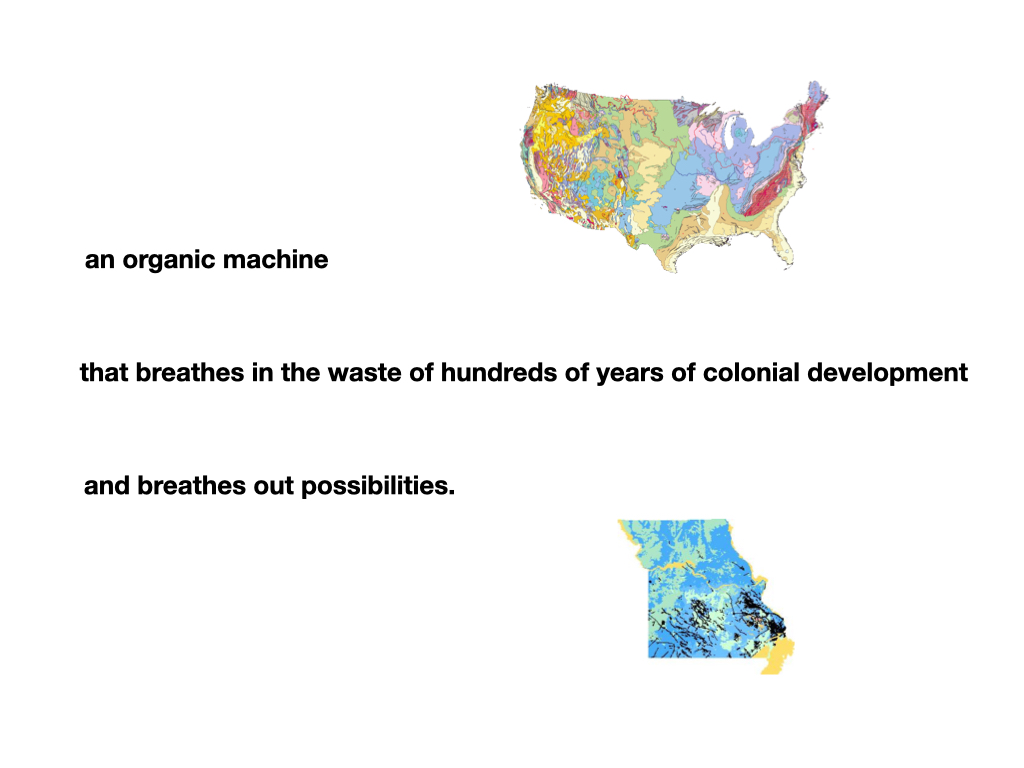 an organic machine
that breathes in the waste of hundreds of years of colonial development
and breathes out possibilities.